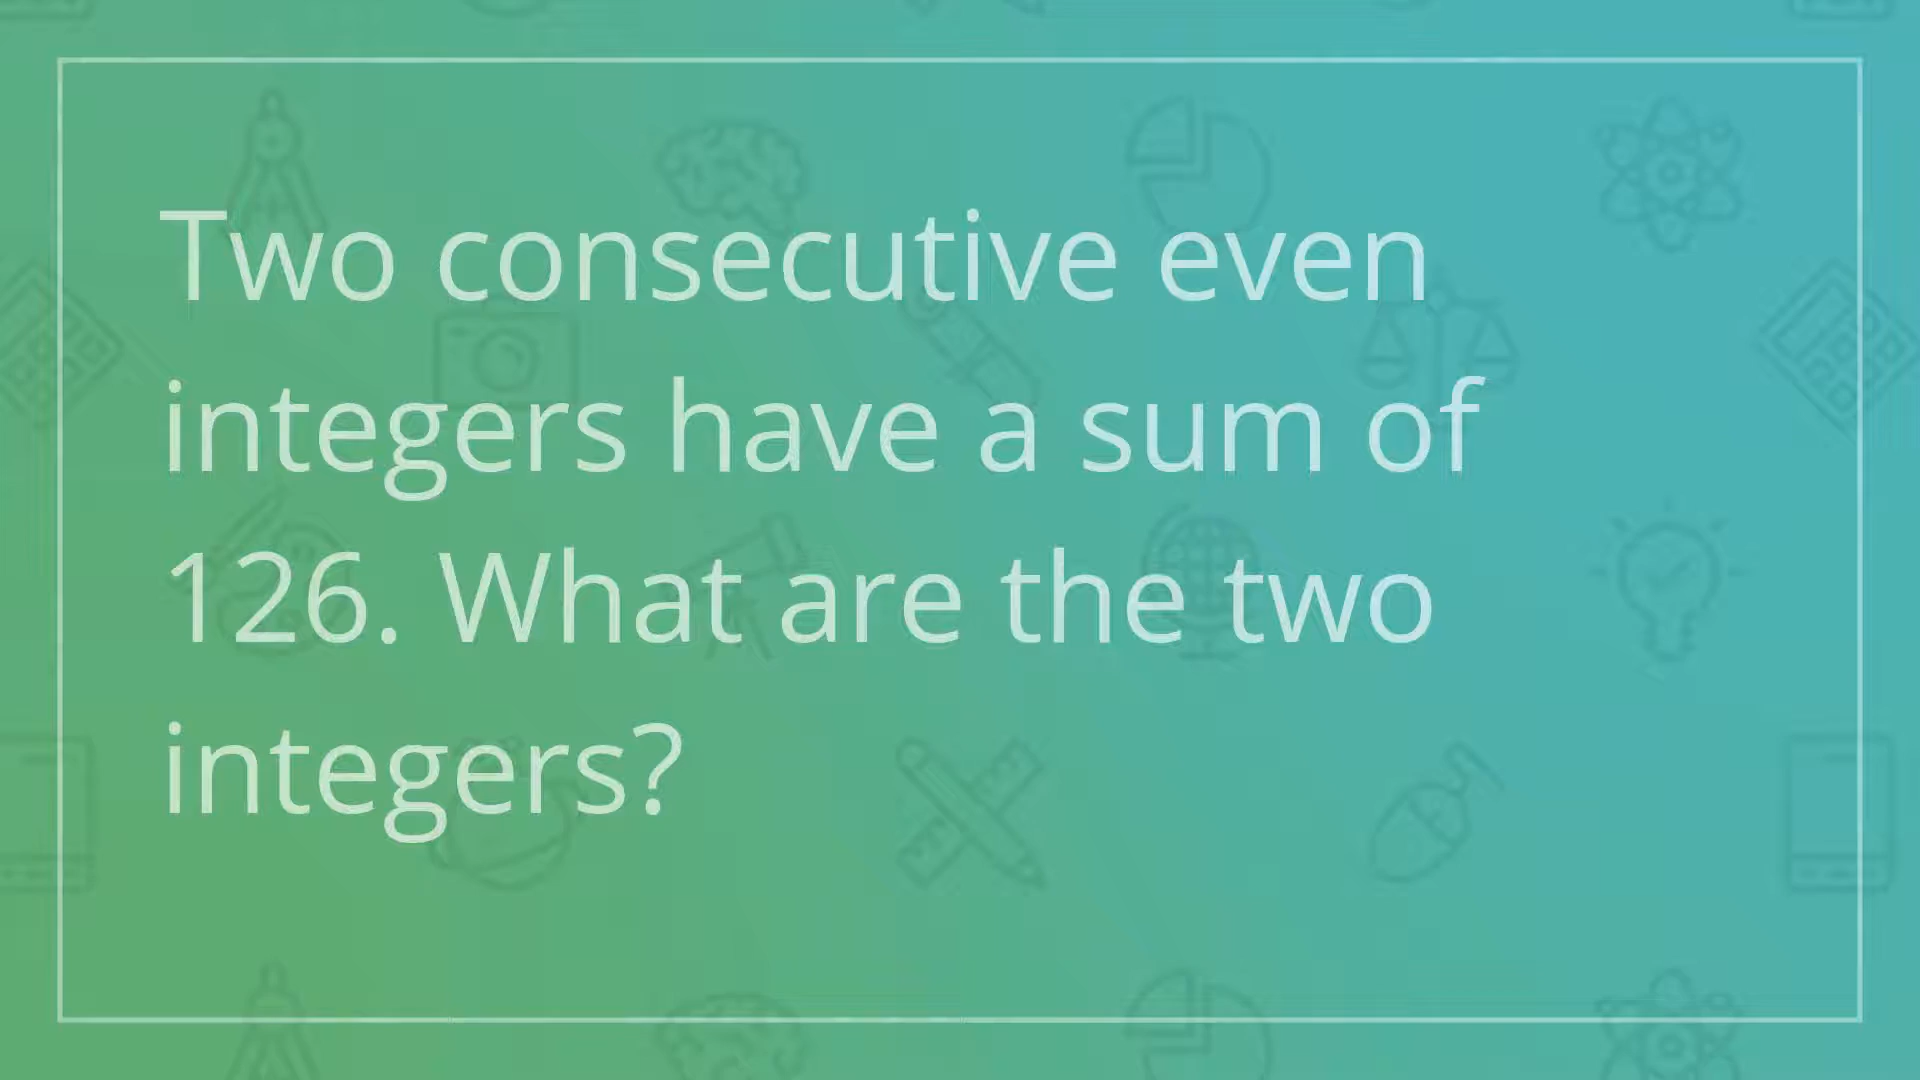 Two consecutive even
integers have a sum of
126. What are the two
integers?